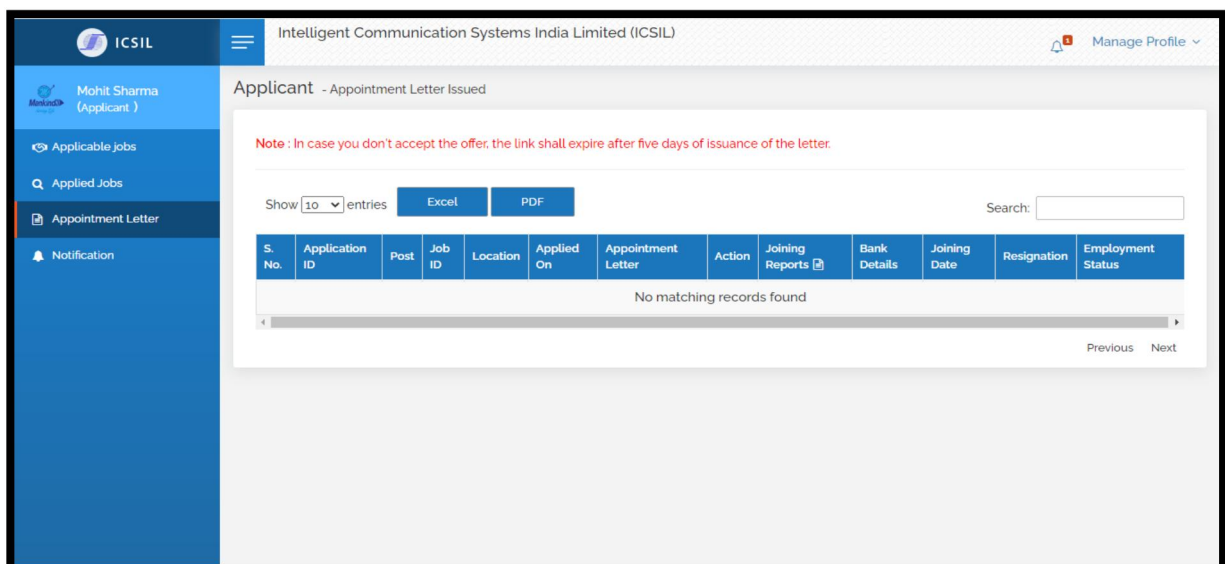 ICSIL
Intelligent Communication Systems India Limited (ICSIL)
1
Manage Profile
Mankind
Mohit Sharma
(Applicant )
Applicable jobs
Applied Jobs
Appointment Letter
Notification
Applicant - Appointment Letter Issued
Note : In case you don't accept the offer, the link shall expire after five days of issuance of the letter.
Show 10 entries
Excel
PDF
Search:
S. No.
Application ID
Post
Job ID
Location
Applied On
Appointment Letter
Action
Joining Reports
Bank Details
Joining Date
Resignation
Employment Status
No matching records found
Previous Next